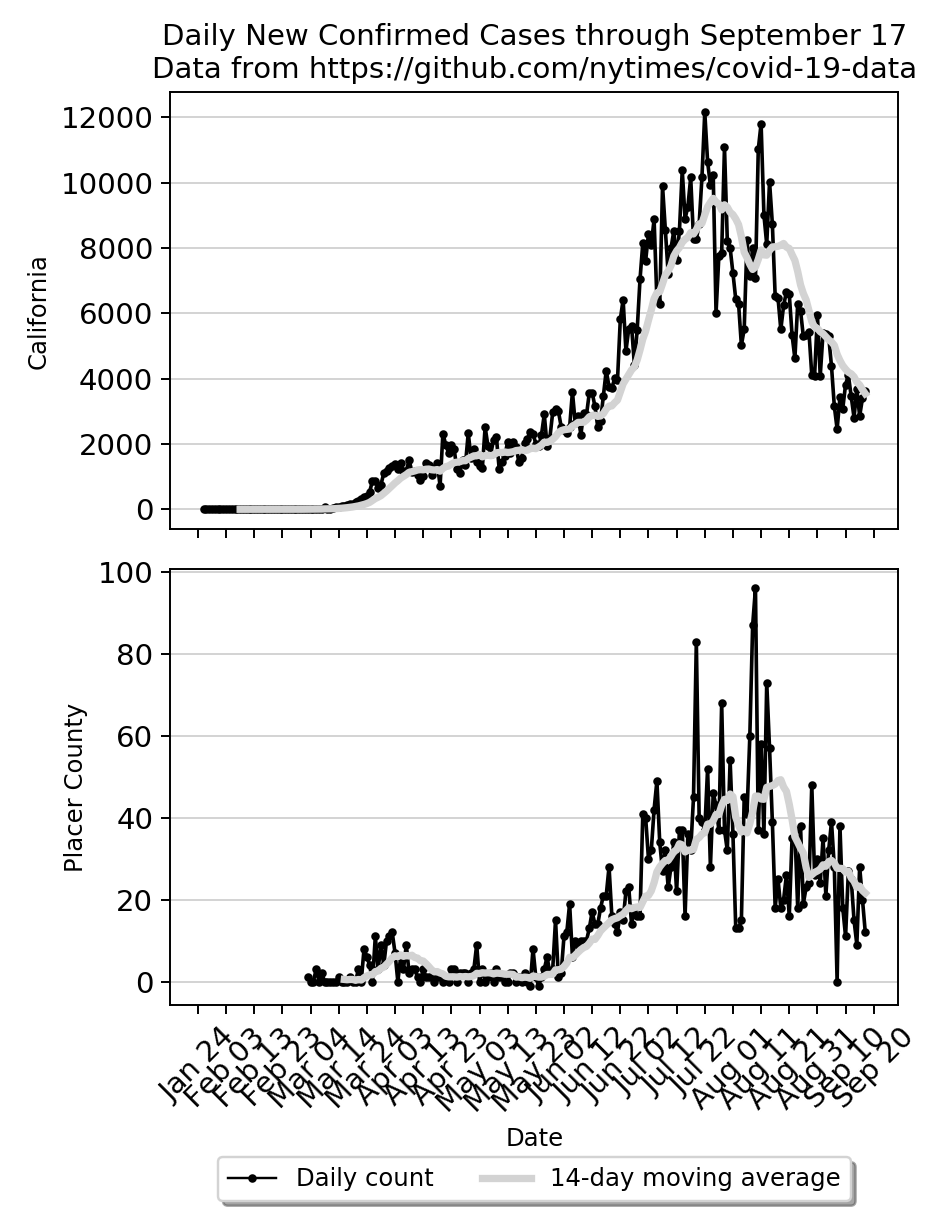 Daily New Confirmed Cases through September 17
Data from https://github.com/nytimes/covid-19-data
12000
10000
8000
6000
4000
2000
0
California
100
80
60
40
20
0
Placer County
Jan 24
Feb 03
Feb 13
Feb 23
Mar 04
Mar 14
Mar 24
Apr 03
Apr 13
Apr 23
May 03
May 13
May 23
Jun 02
Jun 12
Jun 22
Jul 02
Jul 12
Jul 22
Aug 01
Aug 11
Aug 21
Aug 31
Sep 10
Sep 20
Date
Daily count
14-day moving average